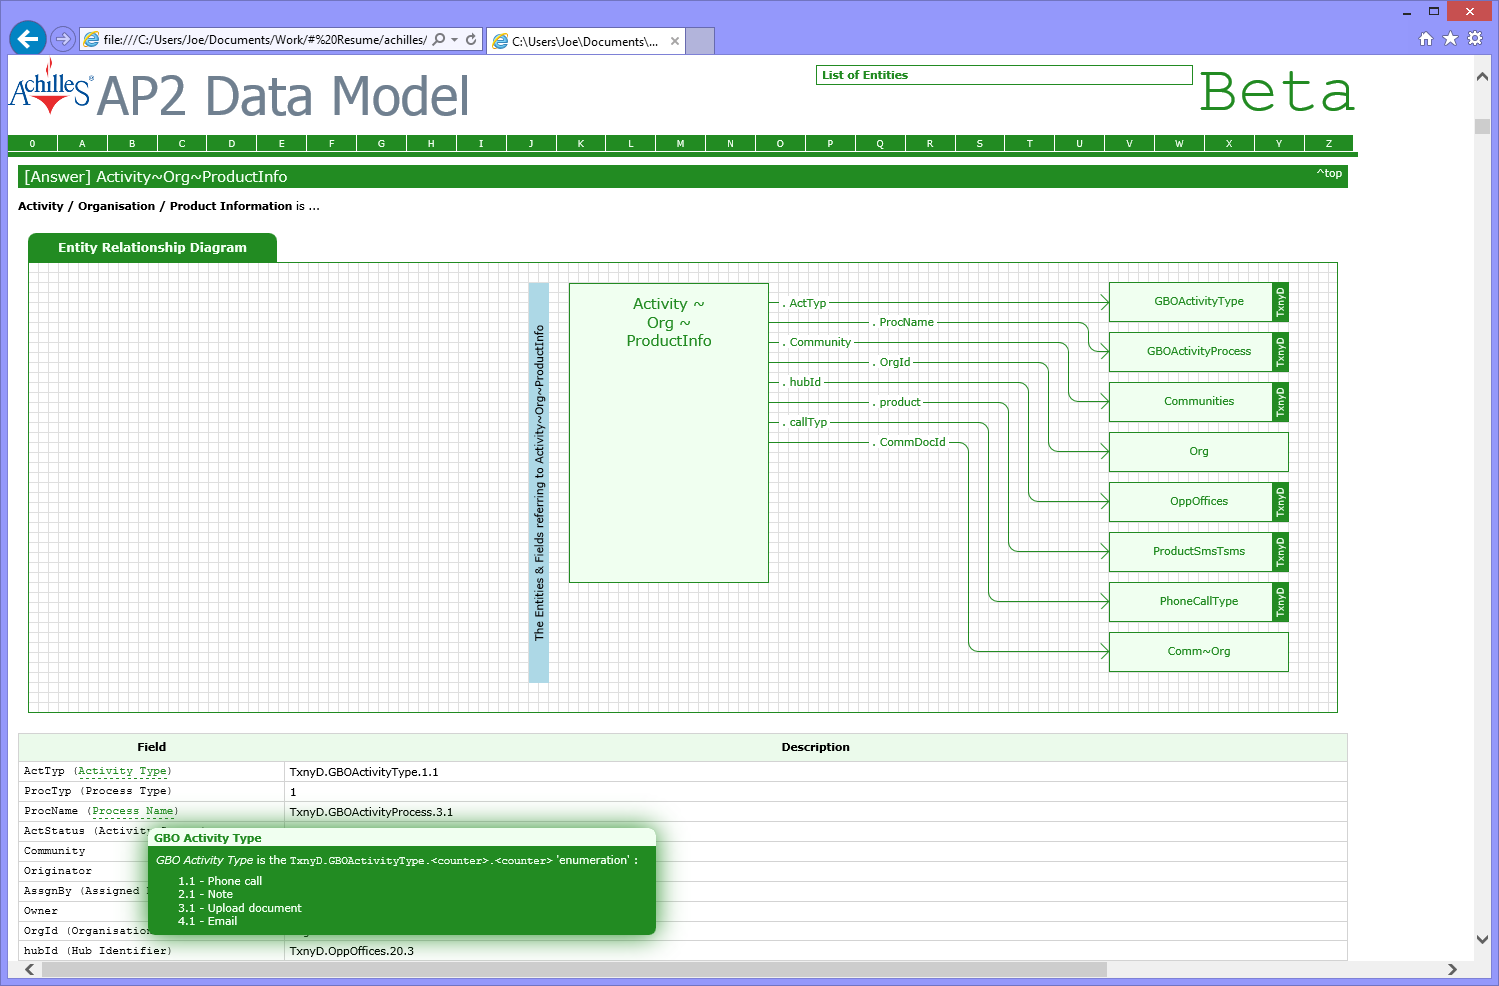 file:///C:/Users/Joe/Documents/Work/#%20Resume/achilles/
C:\Users\Joe\Documents\...
Achilles® AP2 Data Model
List of Entities
Beta
0 A B C D E F G H I J K L M N O P Q R S T U V W X Y Z
[Answer] Activity~Org~ProductInfo
^top
Activity / Organisation / Product Information is ...
Entity Relationship Diagram
The Entities & Fields referring to Activity~Org~ProductInfo
Activity ~
Org ~
ProductInfo
. ActTyp
. ProcName
. Community
. OrgId
. hubId
. product
. callTyp
. CommDocId
GBOActivityType TxnyD
GBOActivityProcess TxnyD
Communities TxnyD
Org
OppOffices TxnyD
ProductSmsTsms TxnyD
PhoneCallType TxnyD
Comm~Org
Field Description
ActTyp (Activity Type) TxnyD.GBOActivityType.1.1
ProcTyp (Process Type) 1
ProcName (Process Name) TxnyD.GBOActivityProcess.3.1
ActStatus (Activity
Community
Originator
AssgnBy (Assigned
Owner
OrgId (Organisation
hubId (Hub Identifier) TxnyD.OppOffices.20.3
GBO Activity Type
GBO Activity Type is the TxnyD.GBOActivityType.<counter>.<counter> 'enumeration' :
1.1 - Phone call
2.1 - Note
3.1 - Upload document
4.1 - Email